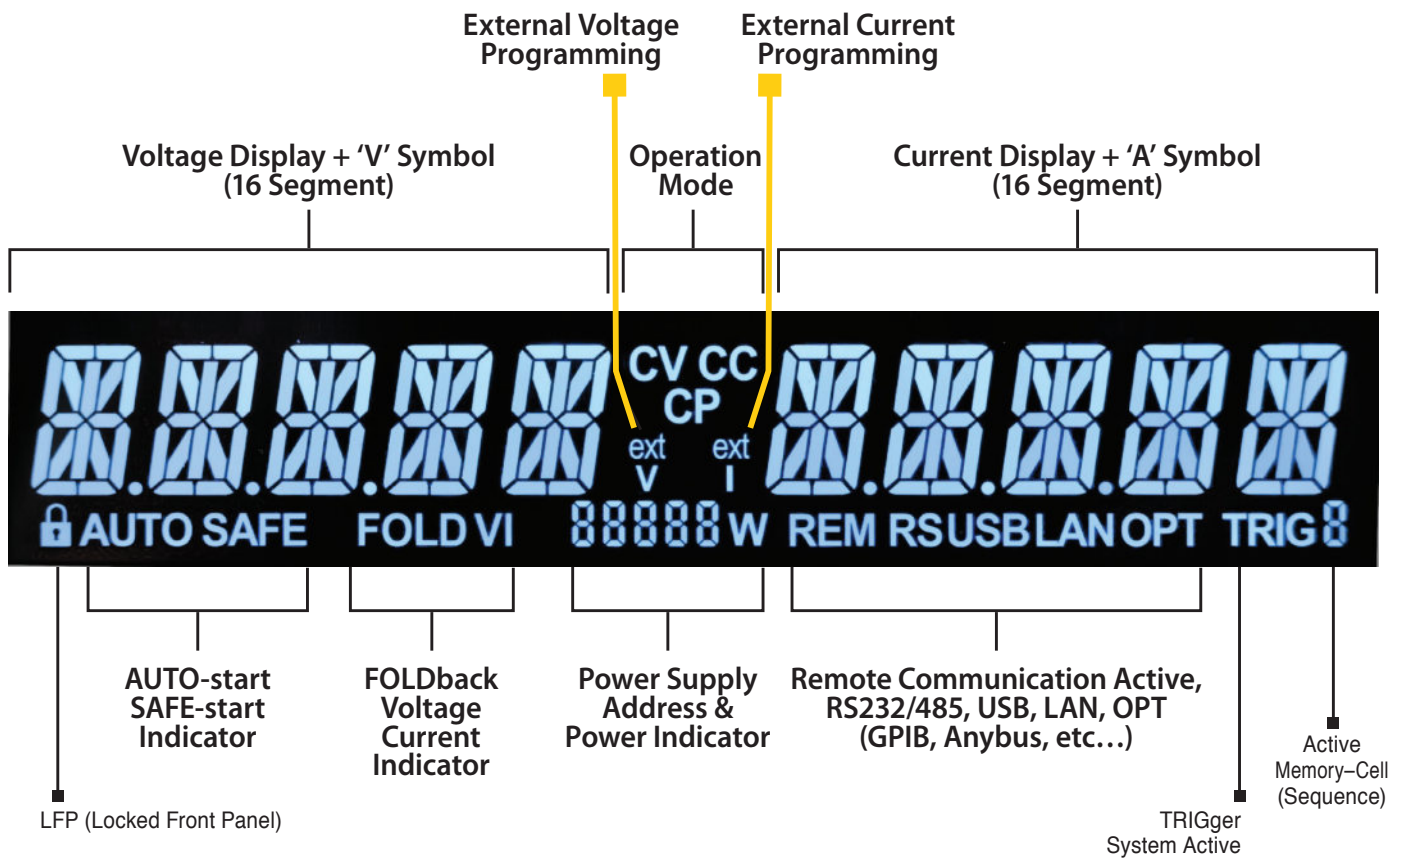 External Voltage
Programming
External Current
Programming
Voltage Display + ‘V’ Symbol
(16 Segment)
Operation
Mode
Current Display + ‘A’ Symbol
(16 Segment)
CV CC
CP
ext
V
ext
I
AUTO SAFE FOLD VI 88888 W REM RS USB LAN OPT TRIG 8
AUTO-start
SAFE-start
Indicator
FOLDback
Voltage
Current
Indicator
Power Supply
Address &
Power Indicator
Remote Communication Active,
RS232/485, USB, LAN, OPT
(GPIB, Anybus, etc…)
Active
Memory–Cell
(Sequence)
LFP (Locked Front Panel)
TRIGger
System Active